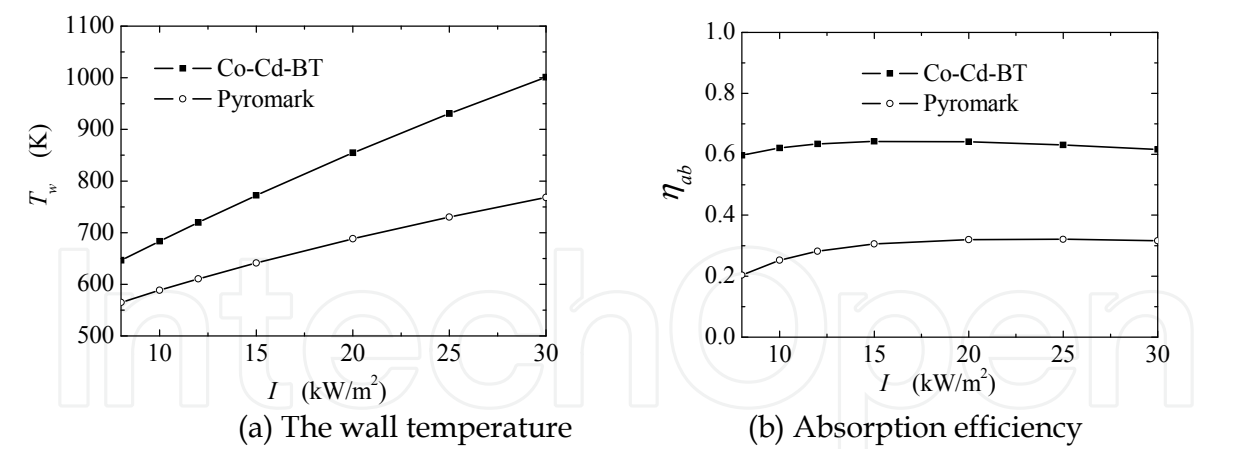 1100
1000
900
800
700
600
500
T_w (K)
Co-Cd-BT
Pyromark
10 15 20 25 30
I (kW/m²)
(a) The wall temperature
1.0
0.8
0.6
0.4
0.2
0.0
η_ab
Co-Cd-BT
Pyromark
10 15 20 25 30
I (kW/m²)
(b) Absorption efficiency
IntechOpen